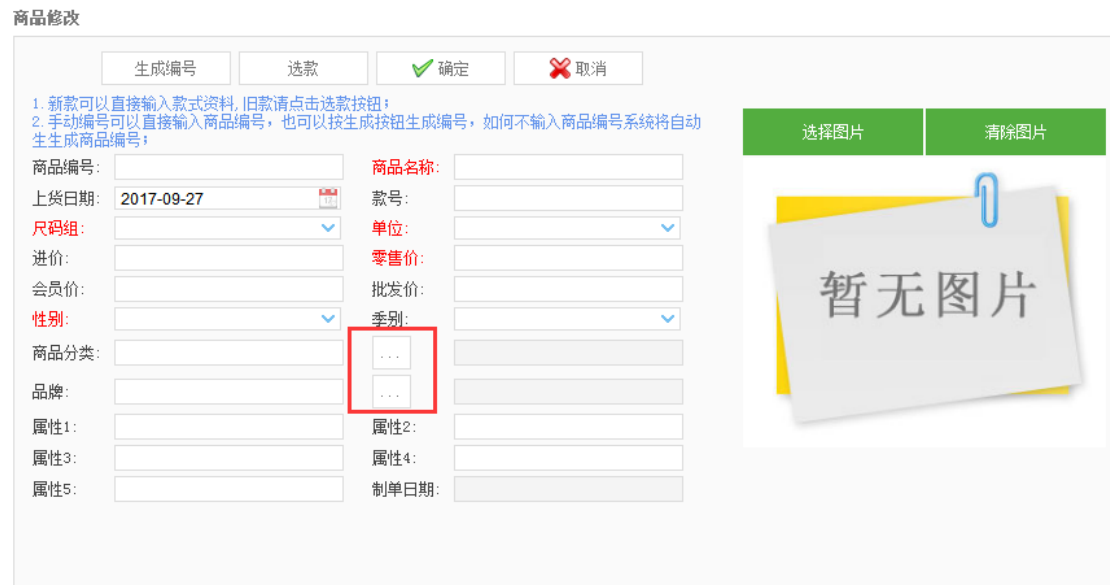 商品修改
生成编号 选款 确定 取消
1. 新款可以直接输入款式资料,旧款请点击选款按钮;
2. 手动编号可以直接输入商品编号，也可以按生成按钮生成编号，如何不输入商品编号系统将自动
生生成商品编号;
选择图片 清除图片
商品编号: 商品名称:
上货日期: 2017-09-27 款号:
尺码组: 单位:
进价: 零售价:
会员价: 批发价:
性别: 季别:
商品分类: ...
品牌: ...
属性1: 属性2:
属性3: 属性4:
属性5: 制单日期:
暂无图片